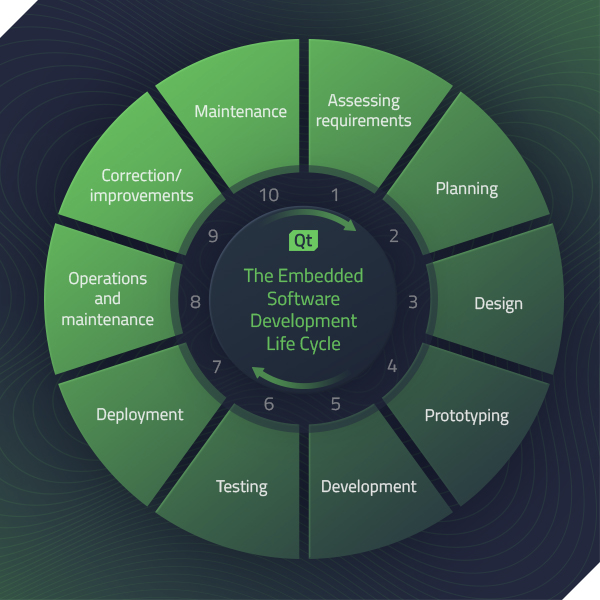 Assessing
requirements
Planning
Design
Prototyping
Development
Testing
Deployment
Operations
and
maintenance
Correction/
improvements
Maintenance
1
2
3
4
5
6
7
8
9
10
Qt
The Embedded
Software
Development
Life Cycle